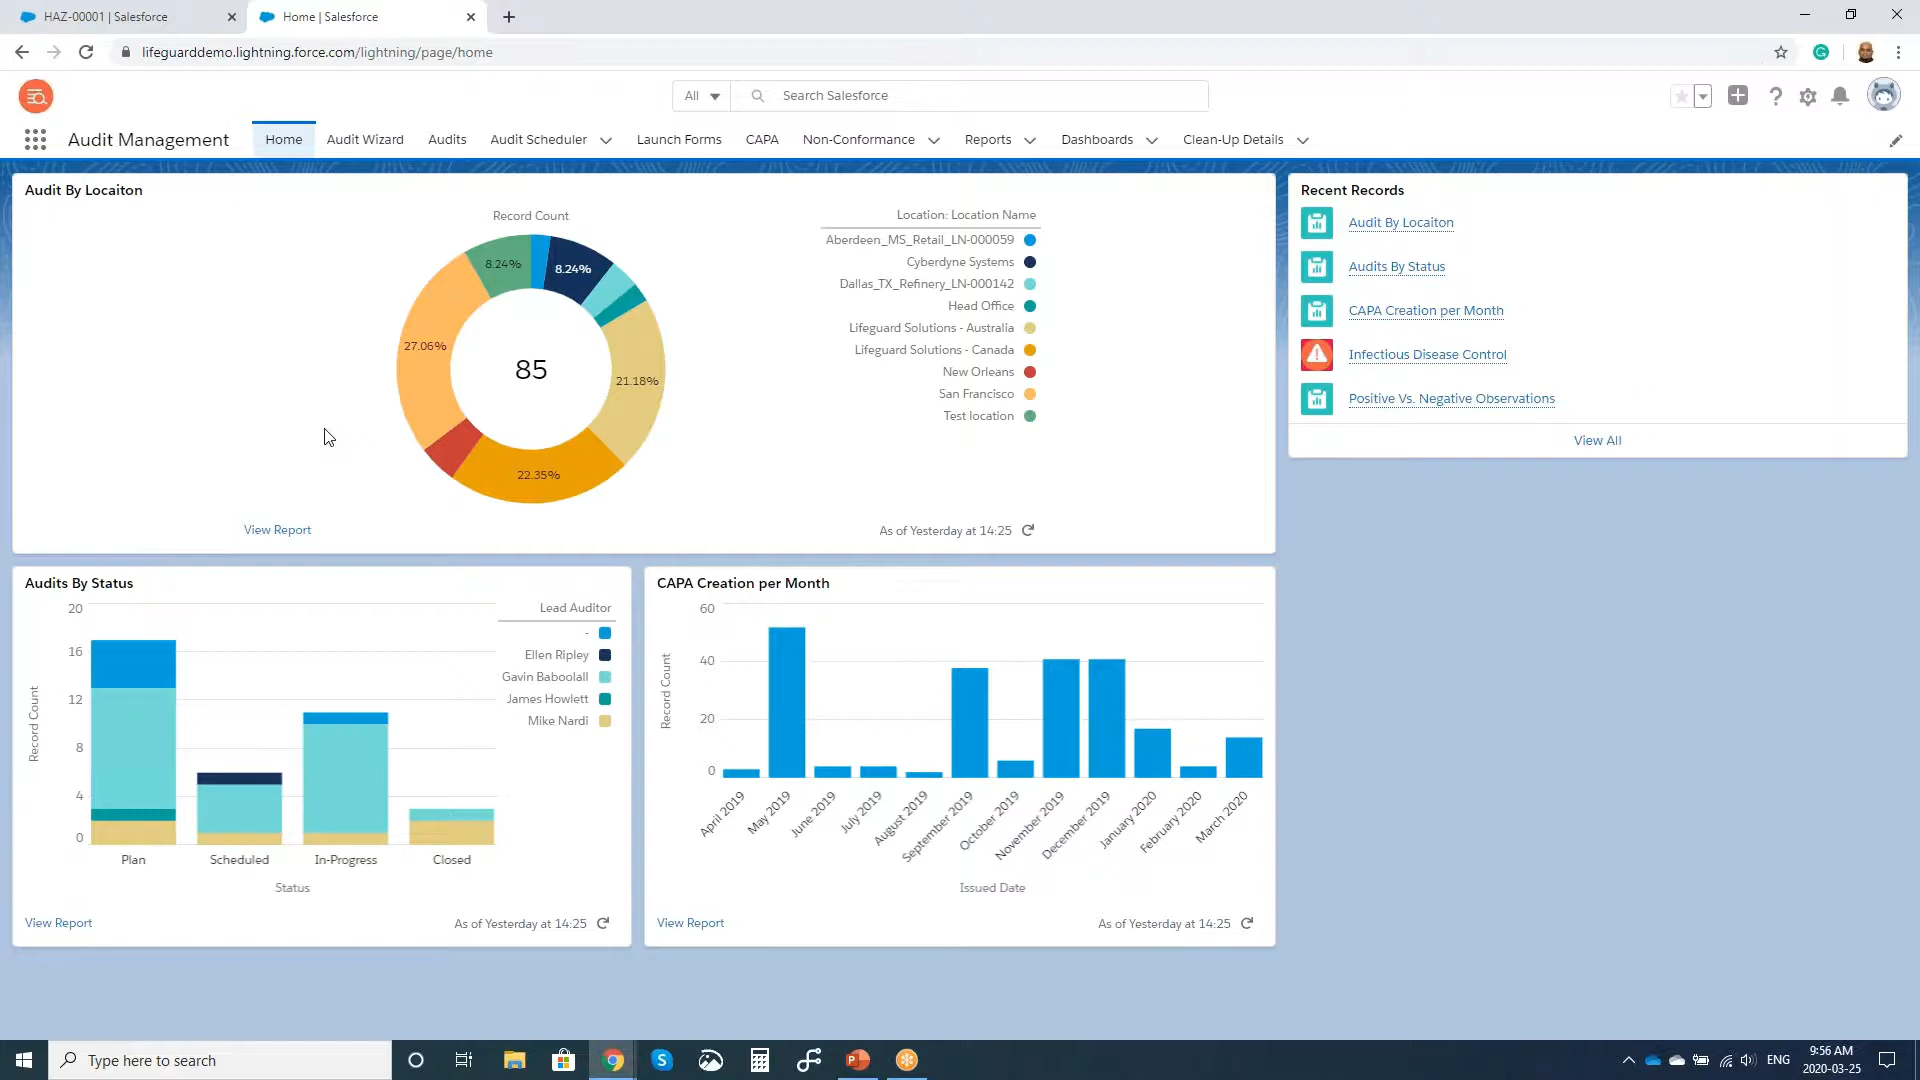 HAZ-00001 | Salesforce
Home | Salesforce
lifeguarddemo.lightning.force.com/lightning/page/home
All
Search Salesforce
Audit Management
Home
Audit Wizard
Audits
Audit Scheduler
Launch Forms
CAPA
Non-Conformance
Reports
Dashboards
Clean-Up Details
Audit By Locaiton
Record Count
8.24%
8.24%
27.06%
85
21.18%
22.35%
Location: Location Name
Aberdeen_MS_Retail_LN-000059
Cyberdyne Systems
Dallas_TX_Refinery_LN-000142
Head Office
Lifeguard Solutions - Australia
Lifeguard Solutions - Canada
New Orleans
San Francisco
Test location
View Report
As of Yesterday at 14:25
Recent Records
Audit By Locaiton
Audits By Status
CAPA Creation per Month
Infectious Disease Control
Positive Vs. Negative Observations
View All
Audits By Status
Record Count
20
16
12
8
4
0
Plan
Scheduled
In-Progress
Closed
Status
Lead Auditor
-
Ellen Ripley
Gavin Baboolall
James Howlett
Mike Nardi
View Report
As of Yesterday at 14:25
CAPA Creation per Month
Record Count
60
40
20
0
April 2019
May 2019
June 2019
July 2019
August 2019
September 2019
October 2019
November 2019
December 2019
January 2020
February 2020
March 2020
Issued Date
View Report
As of Yesterday at 14:25
Type here to search
ENG
9:56 AM
2020-03-25